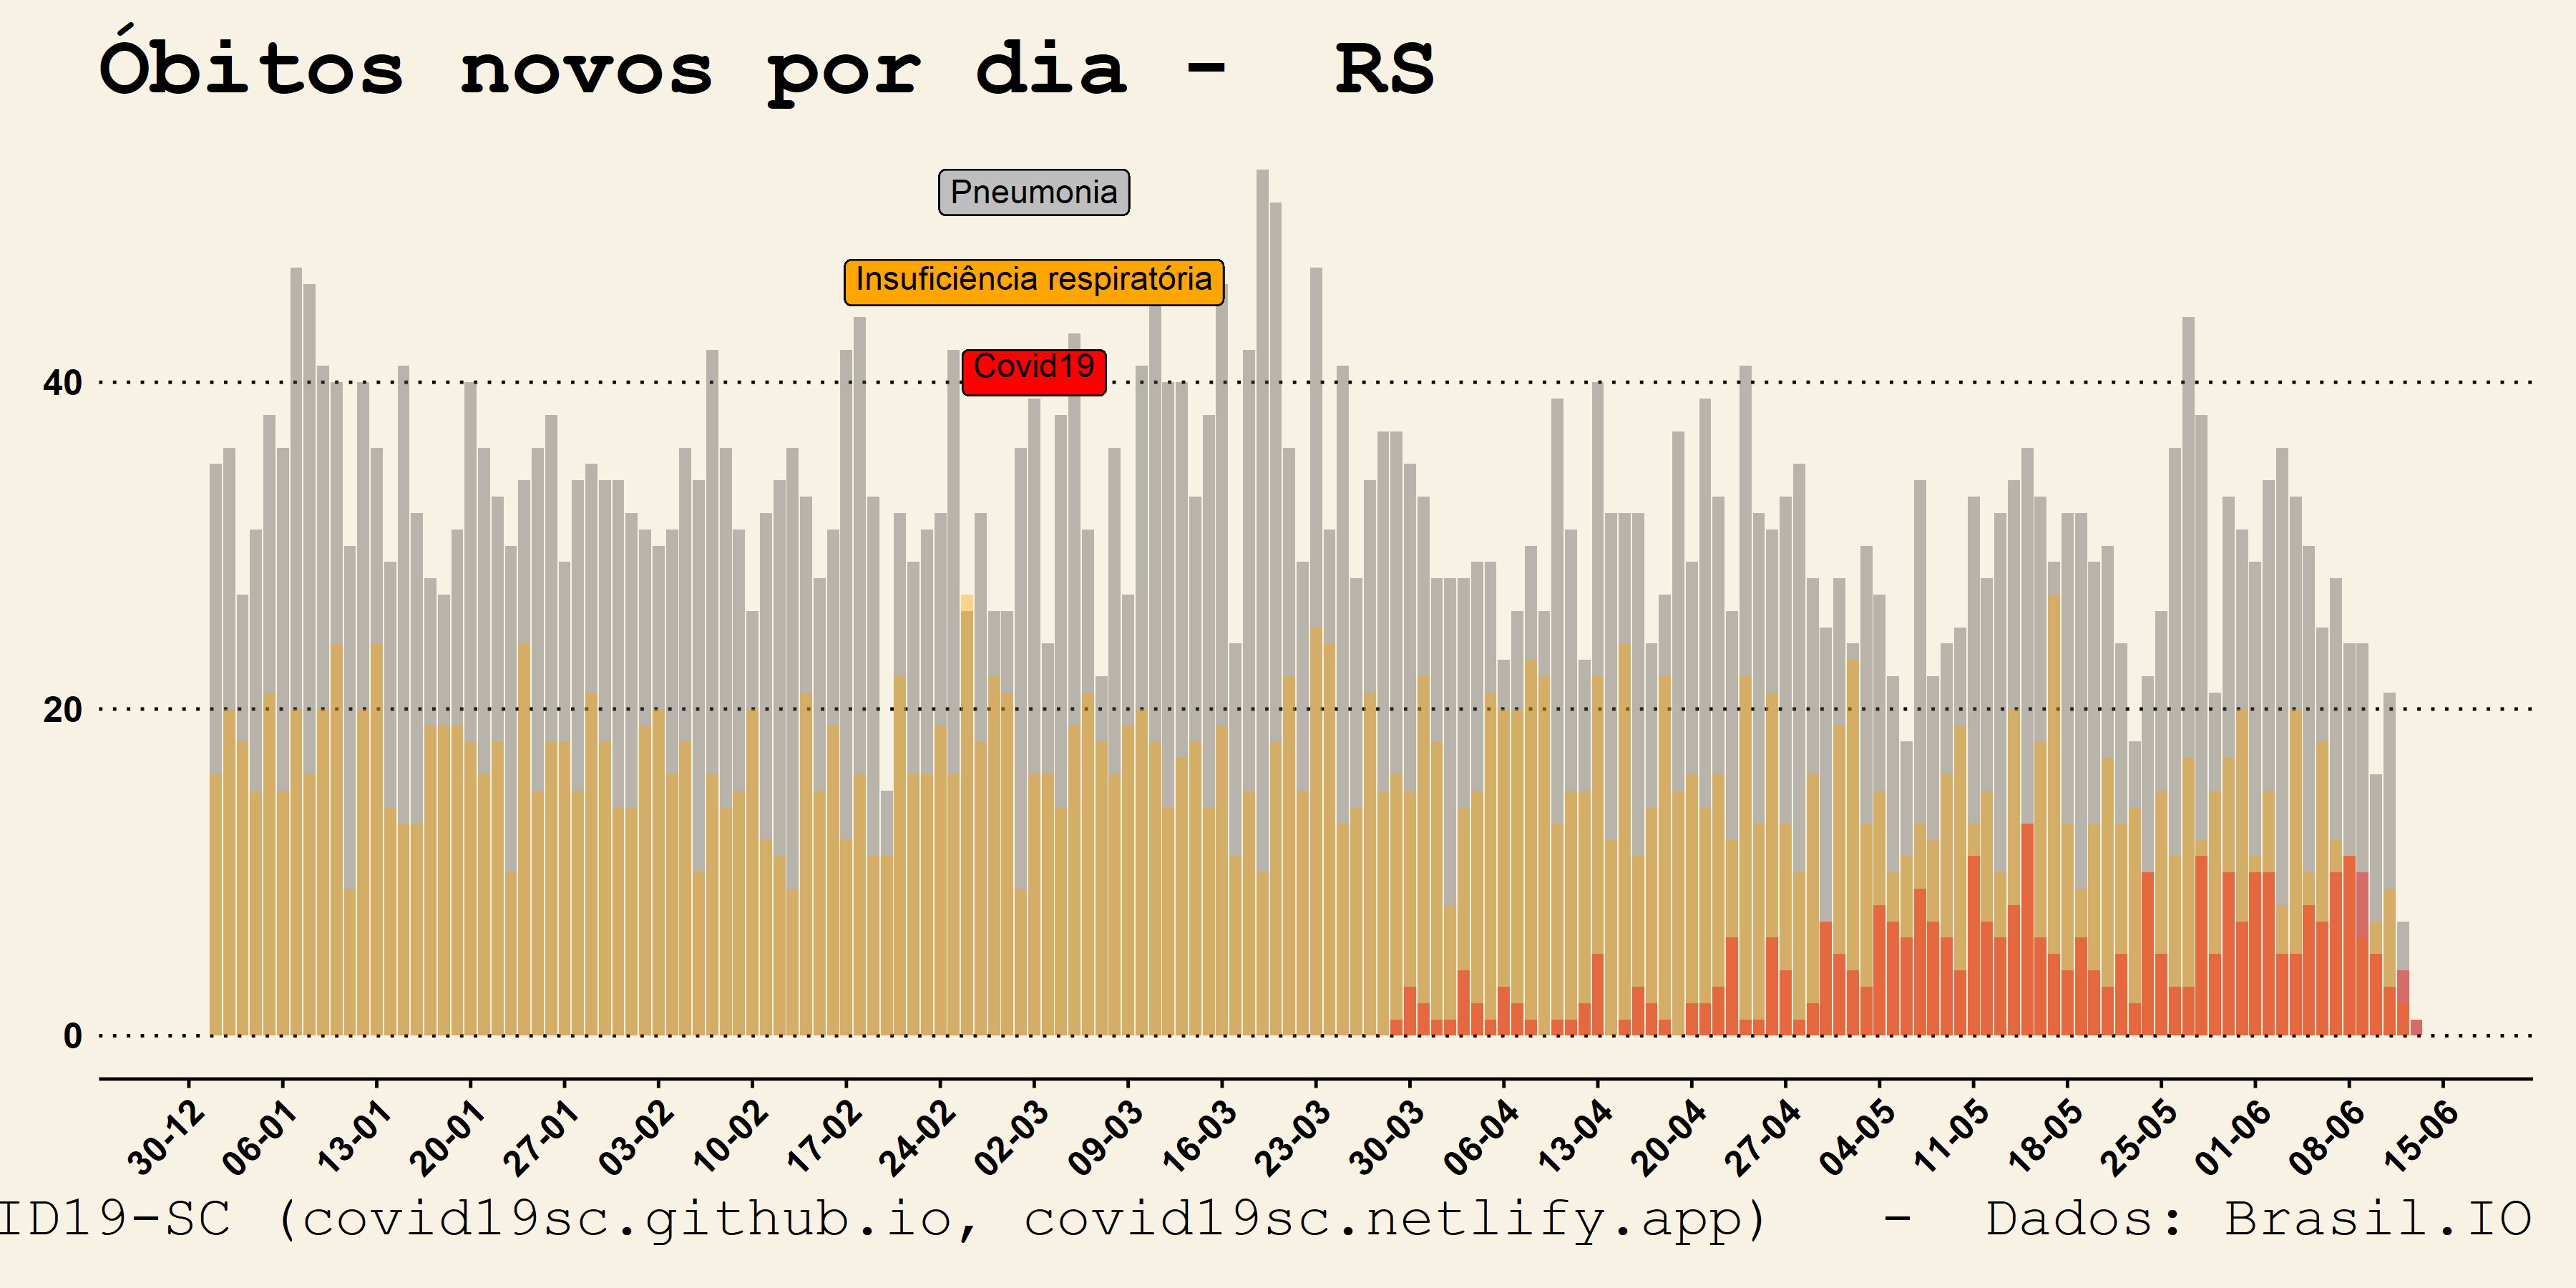 Óbitos novos por dia - RS
Pneumonia
Insuficiência respiratória
Covid19
40
20
0
30-12 06-01 13-01 20-01 27-01 03-02 10-02 17-02 24-02 02-03 09-03 16-03 23-03 30-03 06-04 13-04 20-04 27-04 04-05 11-05 18-05 25-05 01-06 08-06 15-06
ID19-SC (covid19sc.github.io, covid19sc.netlify.app) - Dados: Brasil.IO